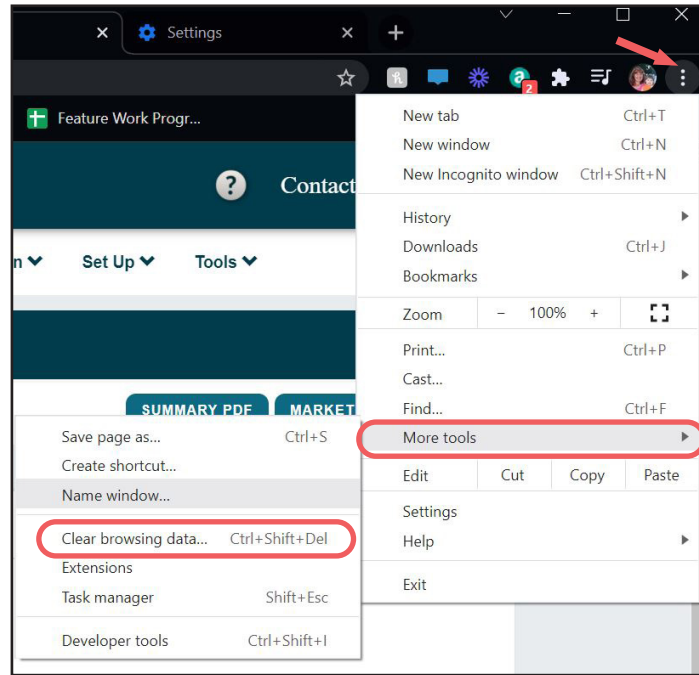 Settings
2
Feature Work Progr...
? Contact
n Set Up Tools
SUMMARY PDF MARKET
New tab Ctrl+T
New window Ctrl+N
New Incognito window Ctrl+Shift+N
History
Downloads Ctrl+J
Bookmarks
Zoom − 100% +
Print... Ctrl+P
Cast...
Find... Ctrl+F
More tools
Edit Cut Copy Paste
Settings
Help
Exit
Save page as... Ctrl+S
Create shortcut...
Name window...
Clear browsing data... Ctrl+Shift+Del
Extensions
Task manager Shift+Esc
Developer tools Ctrl+Shift+I